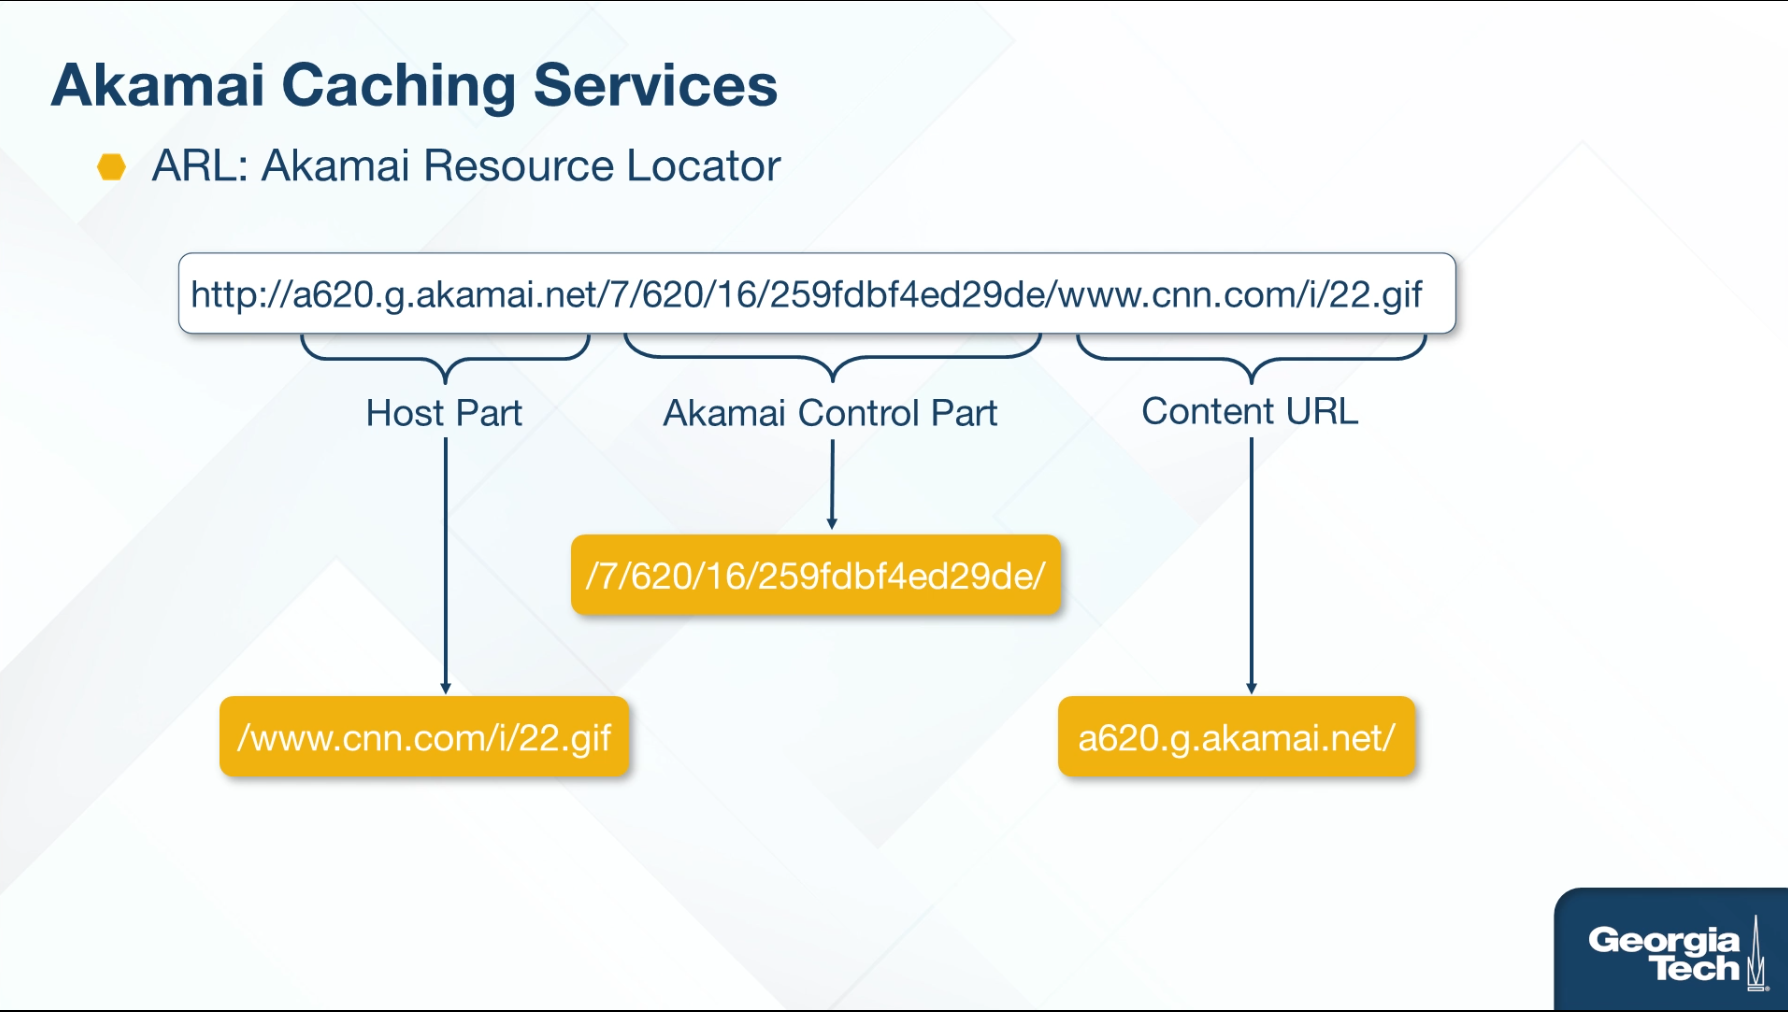 Akamai Caching Services
ARL: Akamai Resource Locator
http://a620.g.akamai.net/7/620/16/259fdbf4ed29de/www.cnn.com/i/22.gif
Host Part
Akamai Control Part
Content URL
/7/620/16/259fdbf4ed29de/
/www.cnn.com/i/22.gif
a620.g.akamai.net/
Georgia
Tech